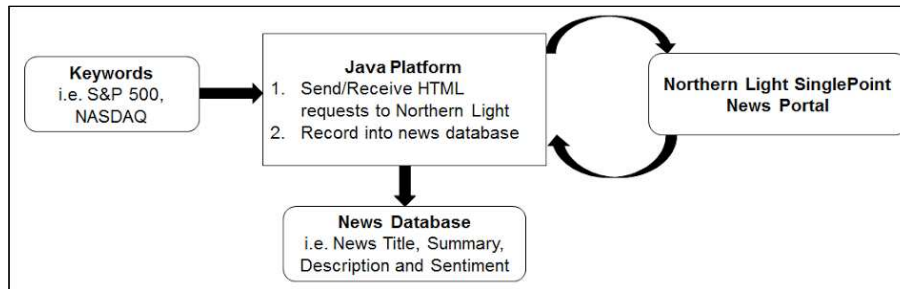 Keywords
i.e. S&P 500,
NASDAQ
Java Platform
1. Send/Receive HTML
requests to Northern Light
2. Record into news database
Northern Light SinglePoint
News Portal
News Database
i.e. News Title, Summary,
Description and Sentiment